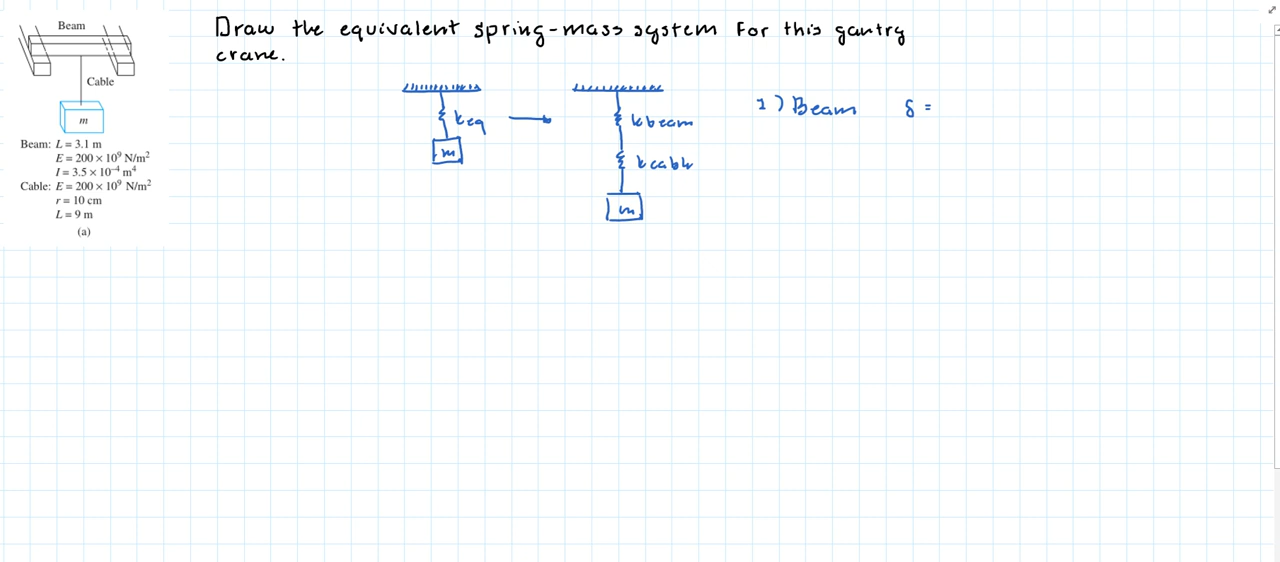 Draw the equivalent spring-mass system for this gantry
crane.
Beam
Cable
m
Beam: L = 3.1 m
E = 200 × 10⁹ N/m²
I = 3.5 × 10⁻⁴ m⁴
Cable: E = 200 × 10⁹ N/m²
r = 10 cm
L = 9 m
(a)
keq
m
kbeam
kcable
m
1) Beam δ =